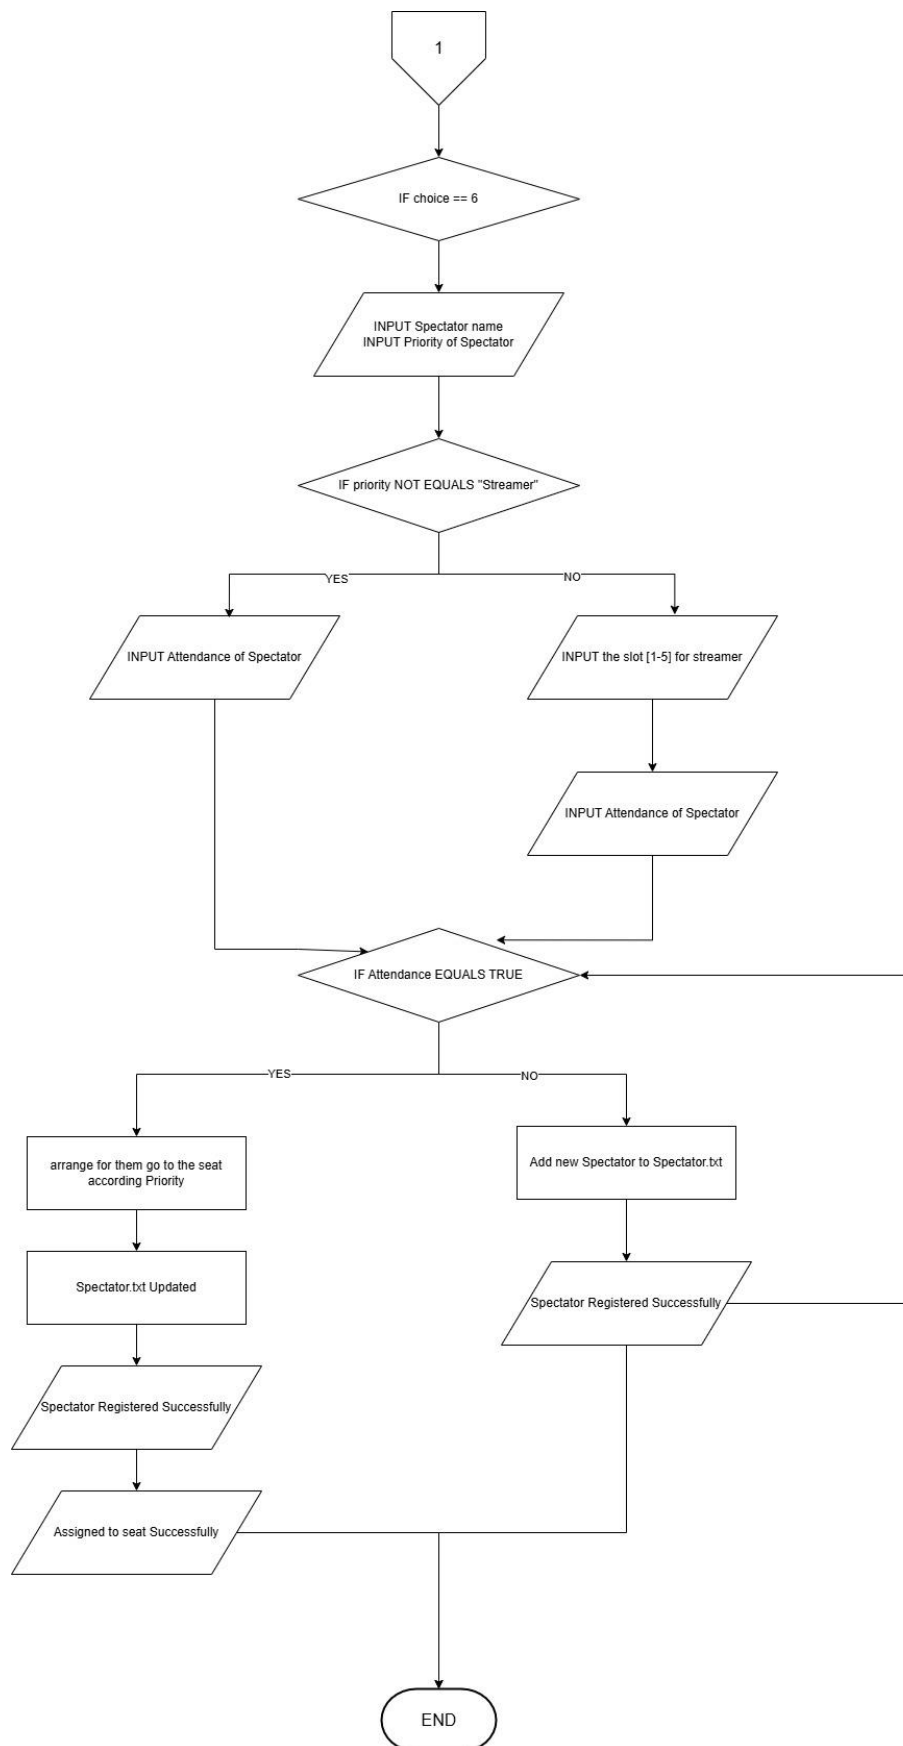 1
IF choice == 6
INPUT Spectator name
INPUT Priority of Spectator
IF priority NOT EQUALS "Streamer"
YES
NO
INPUT Attendance of Spectator
INPUT the slot [1-5] for streamer
INPUT Attendance of Spectator
IF Attendance EQUALS TRUE
YES
NO
arrange for them go to the seat
according Priority
Add new Spectator to Spectator.txt
Spectator.txt Updated
Spectator Registered Successfully
Spectator Registered Successfully
Assigned to seat Successfully
END